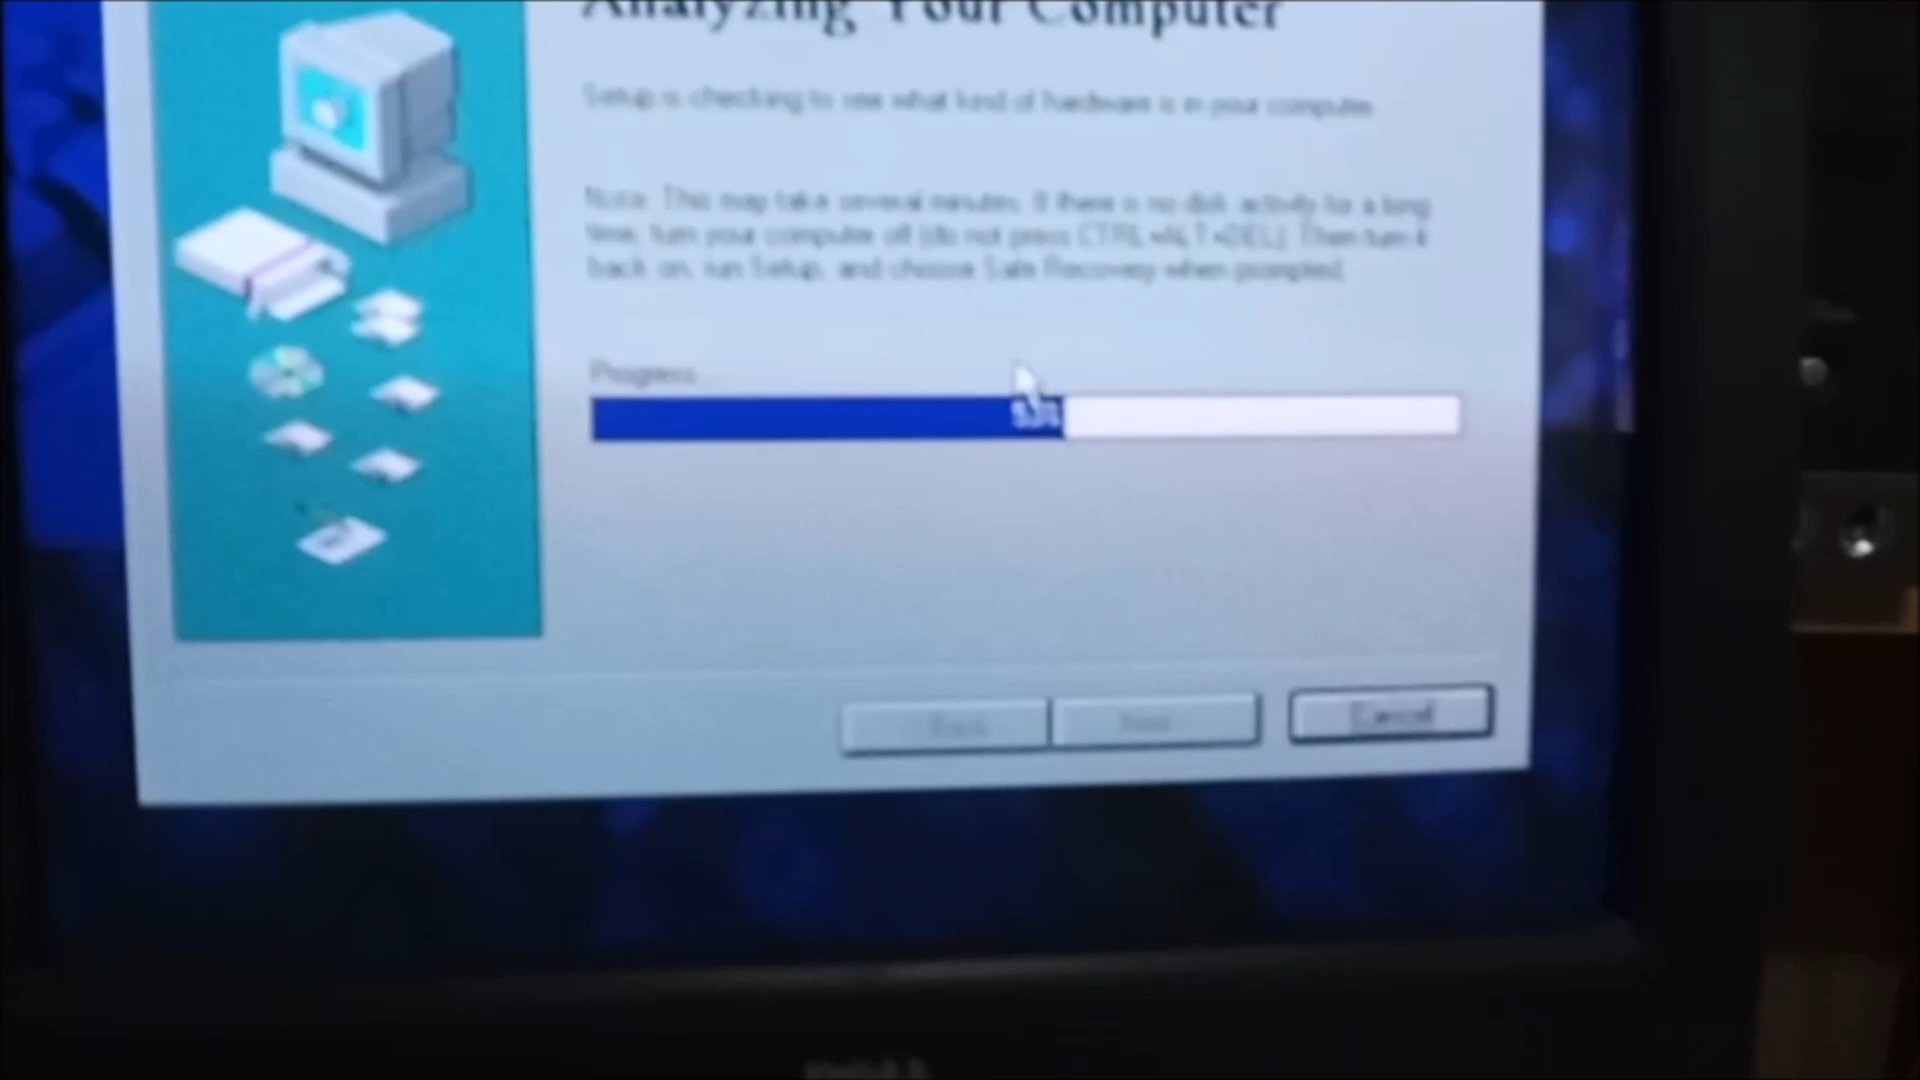 Analyzing Your Computer
Setup is checking to see what kind of hardware is in your computer.
Note: This may take several minutes. If there is no disk activity for a long
time, turn your computer off (do not press CTRL+ALT+DEL). Then turn it
back on, run Setup, and choose Safe Recovery when prompted.
Progress
Back
Next
Cancel